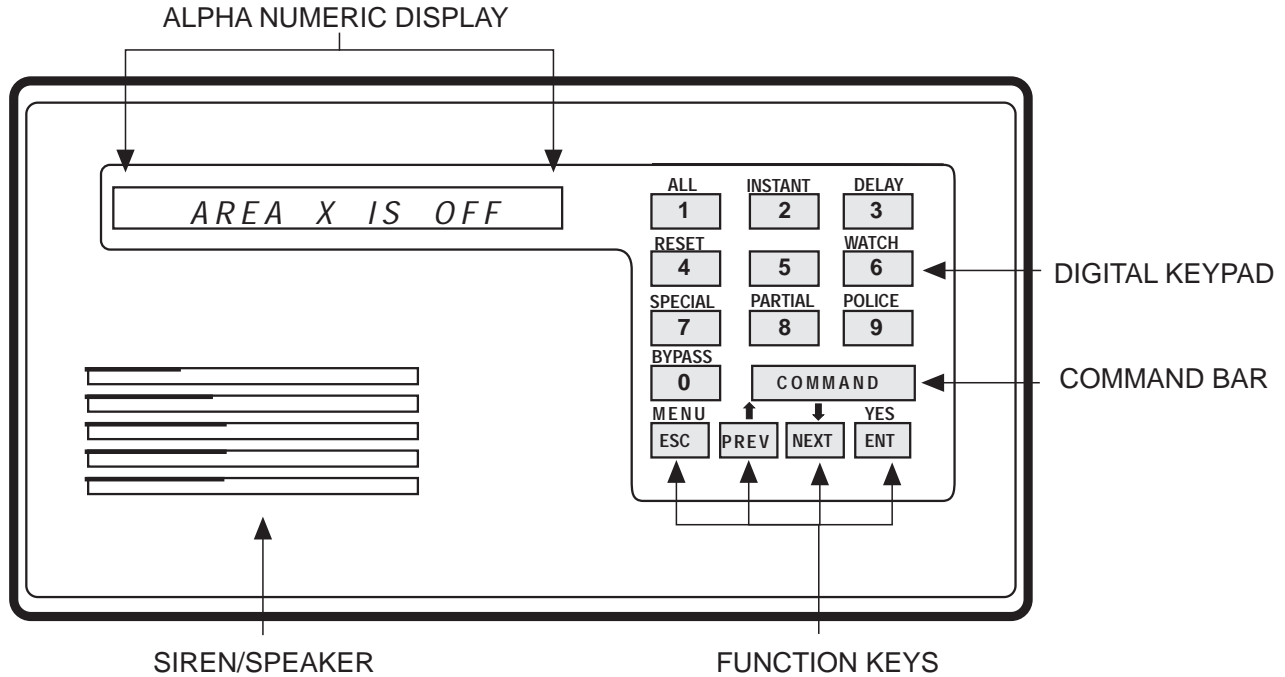 ALPHA NUMERIC DISPLAY
AREA X IS OFF
ALL INSTANT DELAY
1 2 3
RESET WATCH
4 5 6
DIGITAL KEYPAD
SPECIAL PARTIAL POLICE
7 8 9
BYPASS
0 COMMAND
COMMAND BAR
MENU YES
ESC PREV NEXT ENT
SIREN/SPEAKER
FUNCTION KEYS